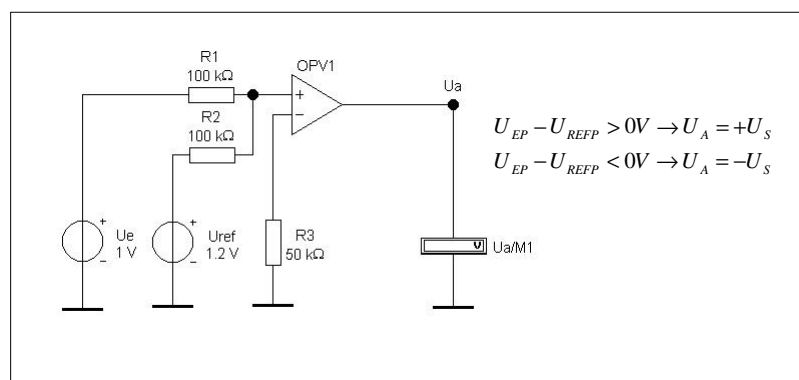 R1
100 kΩ
OPV1
Ua
R2
100 kΩ
+
−
U_EP − U_REFP > 0V → U_A = +U_S
U_EP − U_REFP < 0V → U_A = −U_S
+
Ue
1 V
−
+
Uref
1.2 V
−
R3
50 kΩ
V
Ua/M1